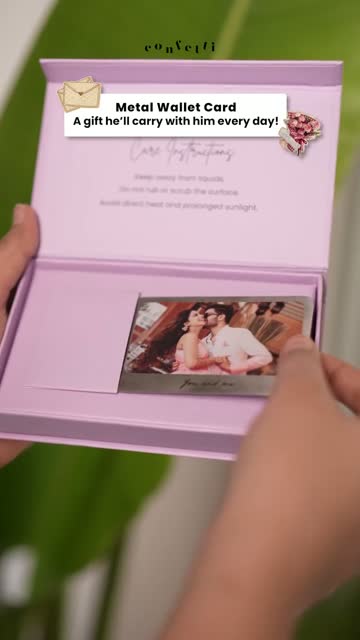 confetti
Metal Wallet Card
A gift he'll carry with him every day!
Care Instructions
Keep away from liquids.
Do not rub or scrub the surface.
Avoid direct heat and prolonged sunlight.
You and me